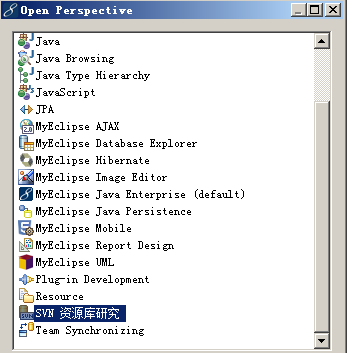 Open Perspective
Java
Java Browsing
Java Type Hierarchy
JavaScript
JPA
MyEclipse AJAX
MyEclipse Database Explorer
MyEclipse Hibernate
MyEclipse Image Editor
MyEclipse Java Enterprise (default)
MyEclipse Java Persistence
MyEclipse Mobile
MyEclipse Report Design
MyEclipse UML
Plug-in Development
Resource
SVN 资源库研究
Team Synchronizing